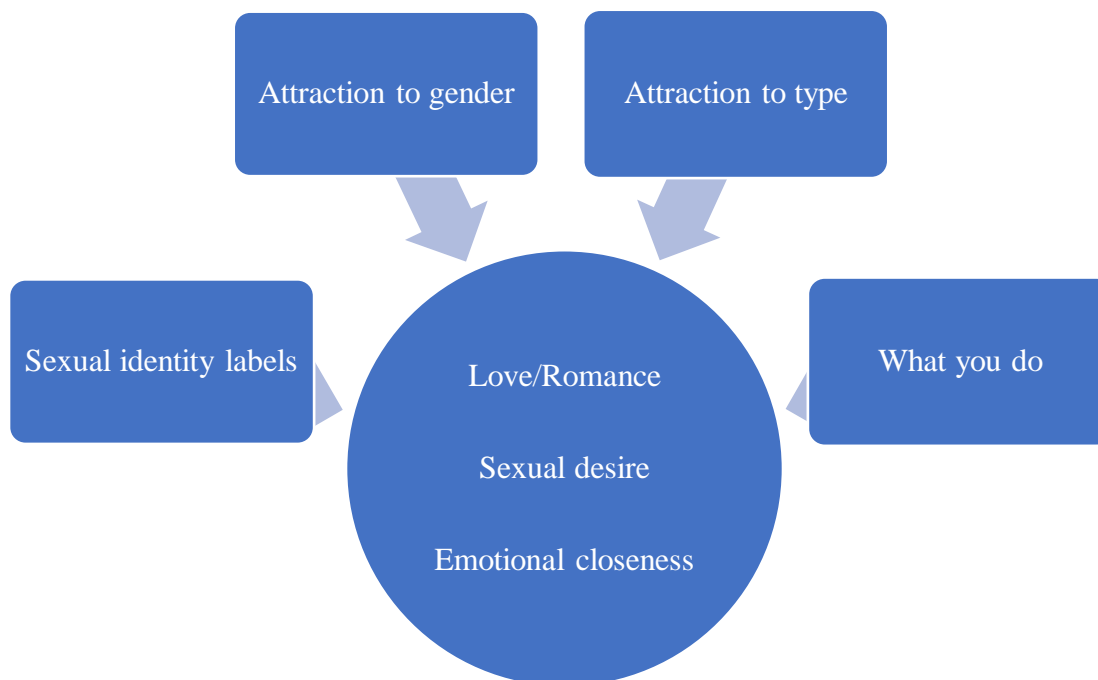 Attraction to gender
Attraction to type
Sexual identity labels
What you do
Love/Romance
Sexual desire
Emotional closeness